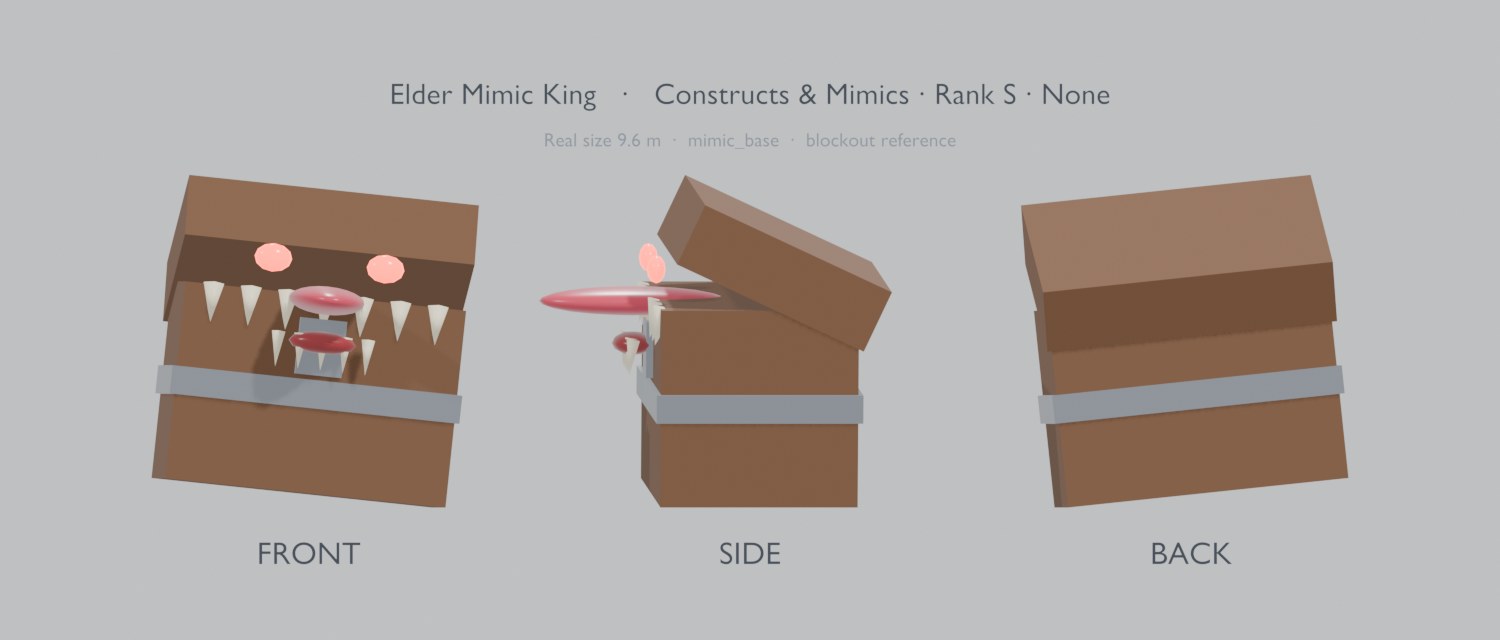 Elder Mimic King · Constructs & Mimics · Rank S · None
Real size 9.6 m · mimic_base · blockout reference
FRONT
SIDE
BACK